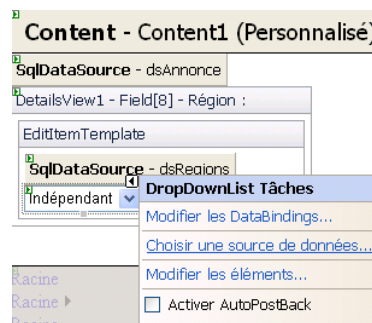 Content - Content1 (Personnalisé)
SqlDataSource - dsAnnonce
DetailsView1 - Field[8] - Région :
EditItemTemplate
SqlDataSource - dsRegions
Indépendant
DropDownList Tâches
Modifier les DataBindings...
Choisir une source de données...
Modifier les éléments...
Activer AutoPostBack
Racine
Racine